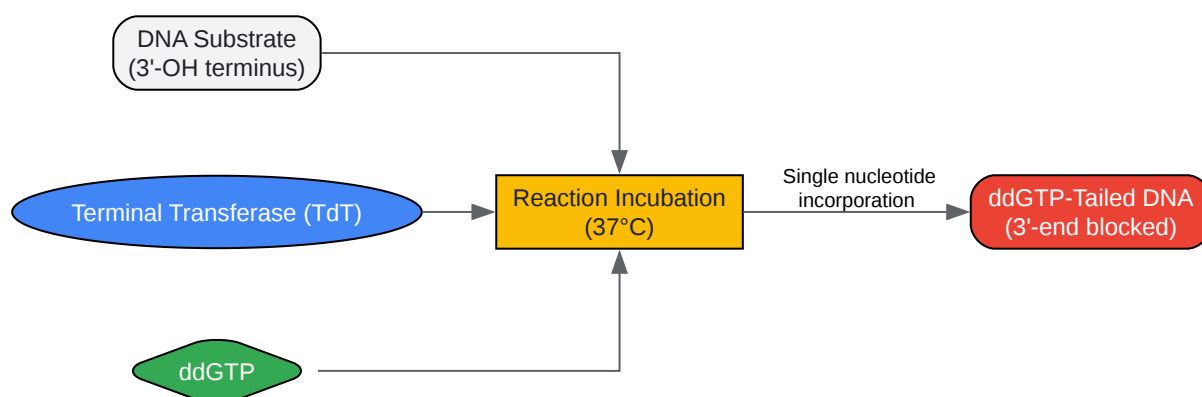 DNA Substrate
(3'-OH terminus)
Terminal Transferase (TdT)
Reaction Incubation
(37°C)
Single nucleotide
incorporation
ddGTP-Tailed DNA
(3'-end blocked)
ddGTP